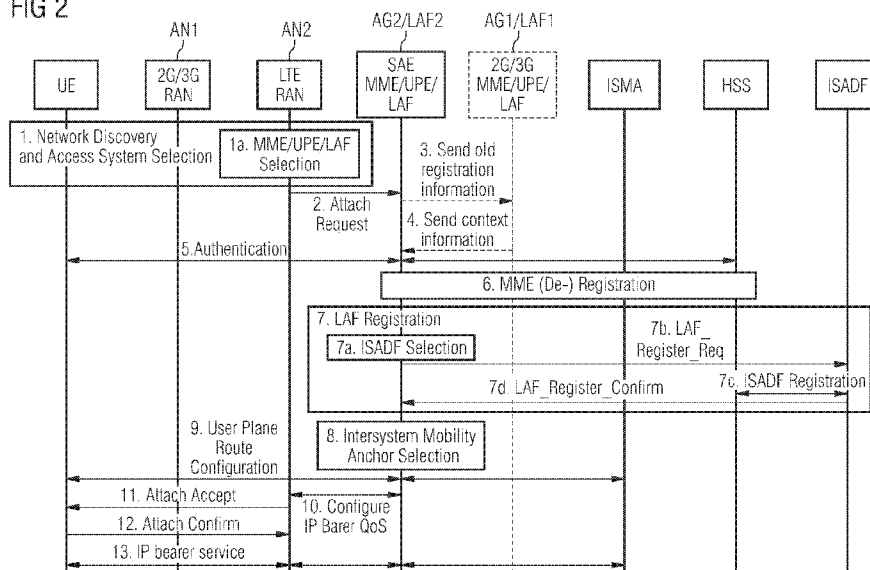 FIG 2
AN1
AN2
AG2/LAF2
AG1/LAF1
UE
2G/3G
RAN
LTE
RAN
SAE
MME/UPE/
LAF
2G/3G
MME/UPE/
LAF
ISMA
HSS
ISADF
1. Network Discovery
and Access System Selection
1a. MME/UPE/LAF
Selection
2. Attach
Request
3. Send old
registration
information
4. Send context
information
5.Authentication
6. MME (De-) Registration
7. LAF Registration
7a. ISADF Selection
7b. LAF_
Register_Req
7c. ISADF Registration
7d. LAF_Register_Confirm
8. Intersystem Mobility
Anchor Selection
9. User Plane
Route
Configuration
10. Configure
IP Barer QoS
11. Attach Accept
12. Attach Confirm
13. IP bearer service